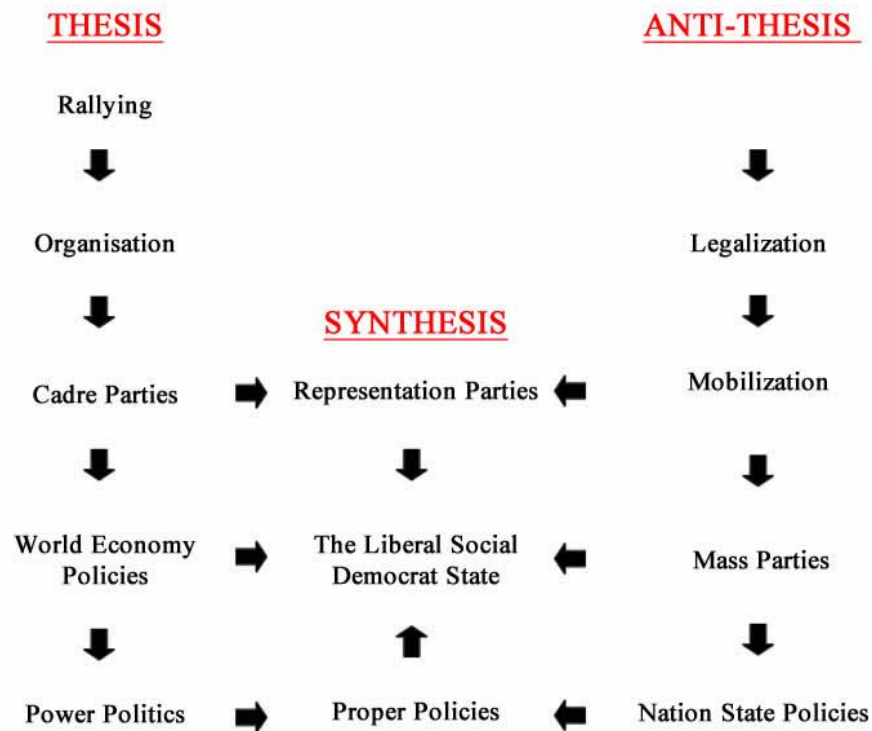 THESIS
ANTI-THESIS
Rallying
Organisation
Legalization
SYNTHESIS
Cadre Parties
Representation Parties
Mobilization
World Economy
Policies
The Liberal Social
Democrat State
Mass Parties
Power Politics
Proper Policies
Nation State Policies